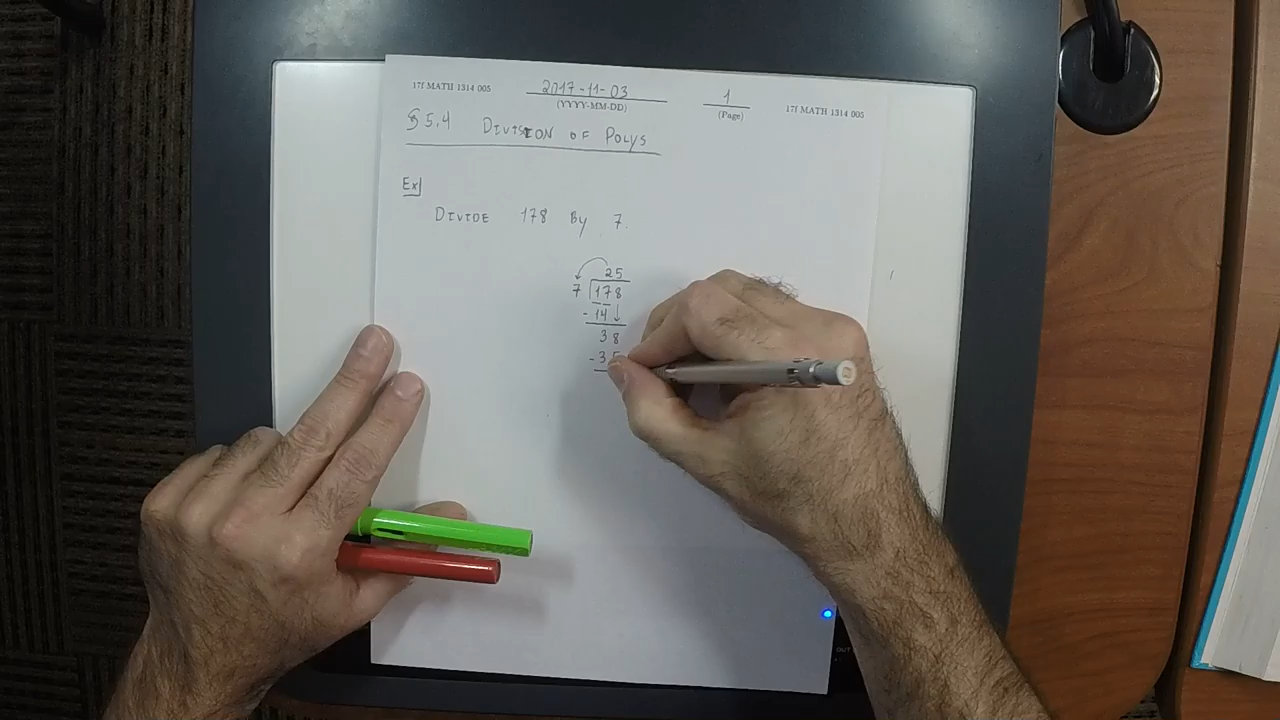 17f MATH 1314 005 2017-11-03 1 17f MATH 1314 005
(YYYY-MM-DD) (Page)
§5.4 DIVISION OF POLYS
Ex
DIVIDE 178 By 7.
25
7 178
- 14
38
- 35
OUT